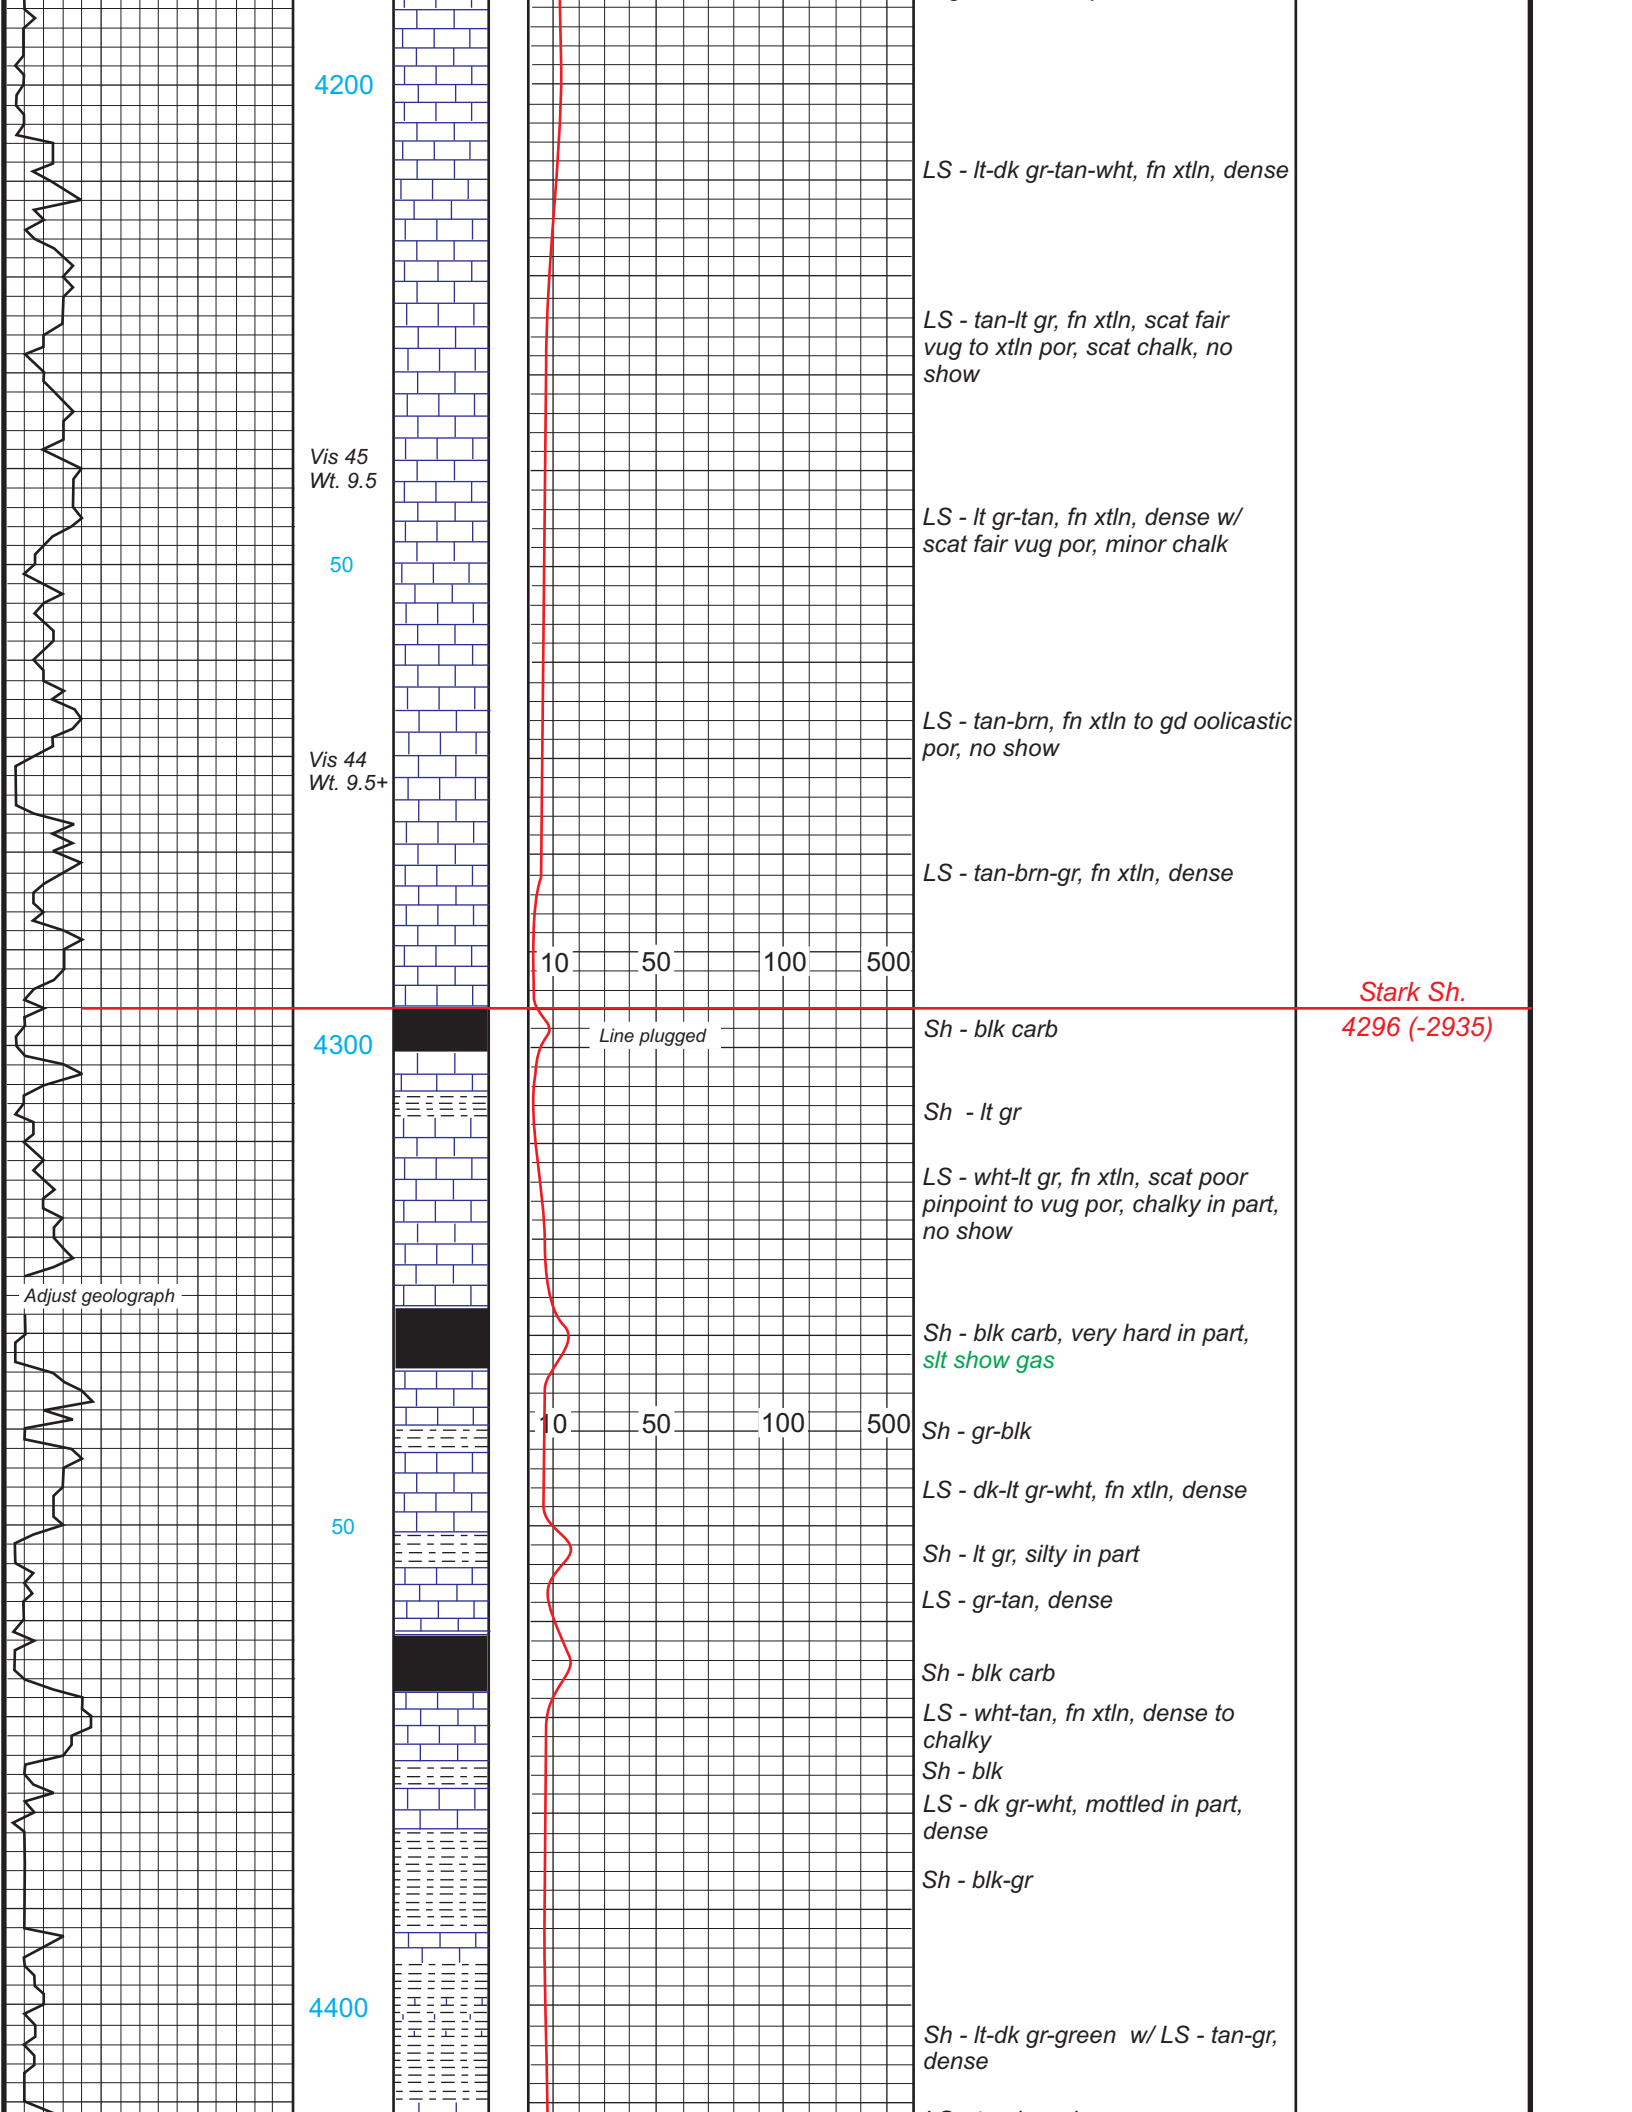 4200
LS - lt-dk gr-tan-wht, fn xtln, dense
LS - tan-lt gr, fn xtln, scat fair
vug to xtln por, scat chalk, no
show
Vis 45
Wt. 9.5
LS - lt gr-tan, fn xtln, dense w/
scat fair vug por, minor chalk
50
LS - tan-brn, fn xtln to gd oolicastic
por, no show
Vis 44
Wt. 9.5+
LS - tan-brn-gr, fn xtln, dense
10 50 100 500
Stark Sh.
4296 (-2935)
Line plugged
Sh - blk carb
4300
Sh - lt gr
LS - wht-lt gr, fn xtln, scat poor
pinpoint to vug por, chalky in part,
no show
Adjust geolograph
Sh - blk carb, very hard in part,
slt show gas
10 50 100 500
Sh - gr-blk
LS - dk-lt gr-wht, fn xtln, dense
50
Sh - lt gr, silty in part
LS - gr-tan, dense
Sh - blk carb
LS - wht-tan, fn xtln, dense to
chalky
Sh - blk
LS - dk gr-wht, mottled in part,
dense
Sh - blk-gr
4400
Sh - lt-dk gr-green w/ LS - tan-gr,
dense